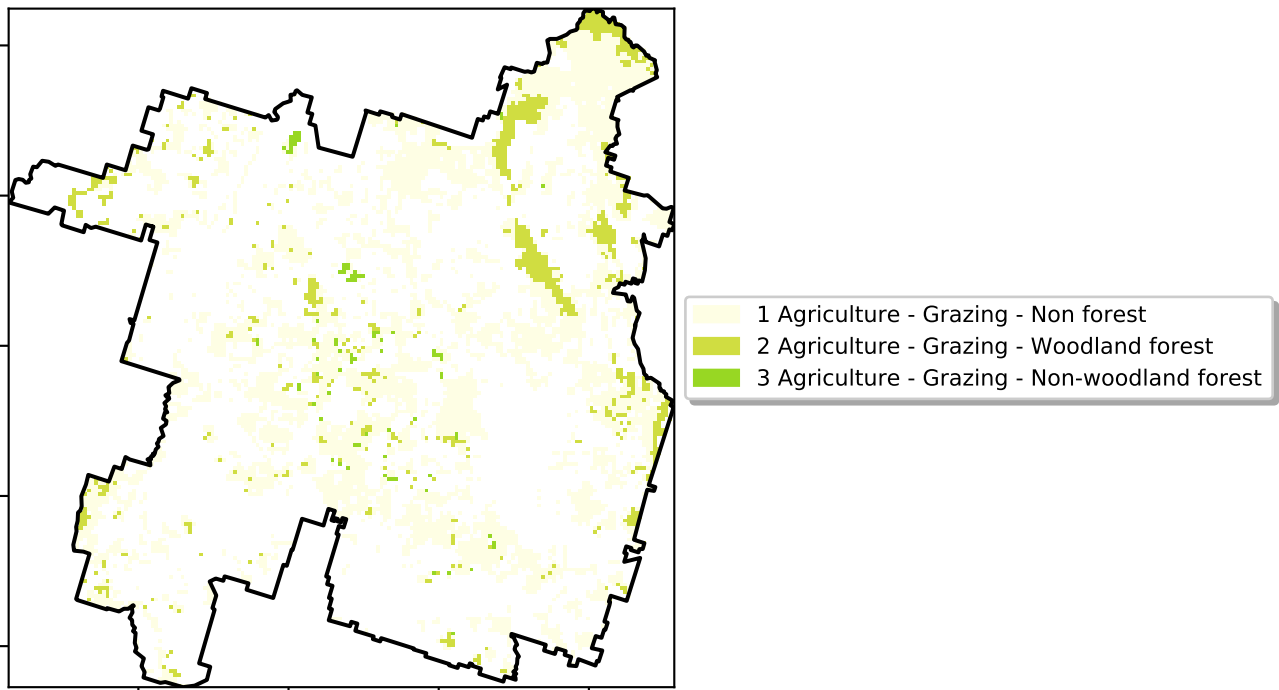 1 Agriculture - Grazing - Non forest
2 Agriculture - Grazing - Woodland forest
3 Agriculture - Grazing - Non-woodland forest